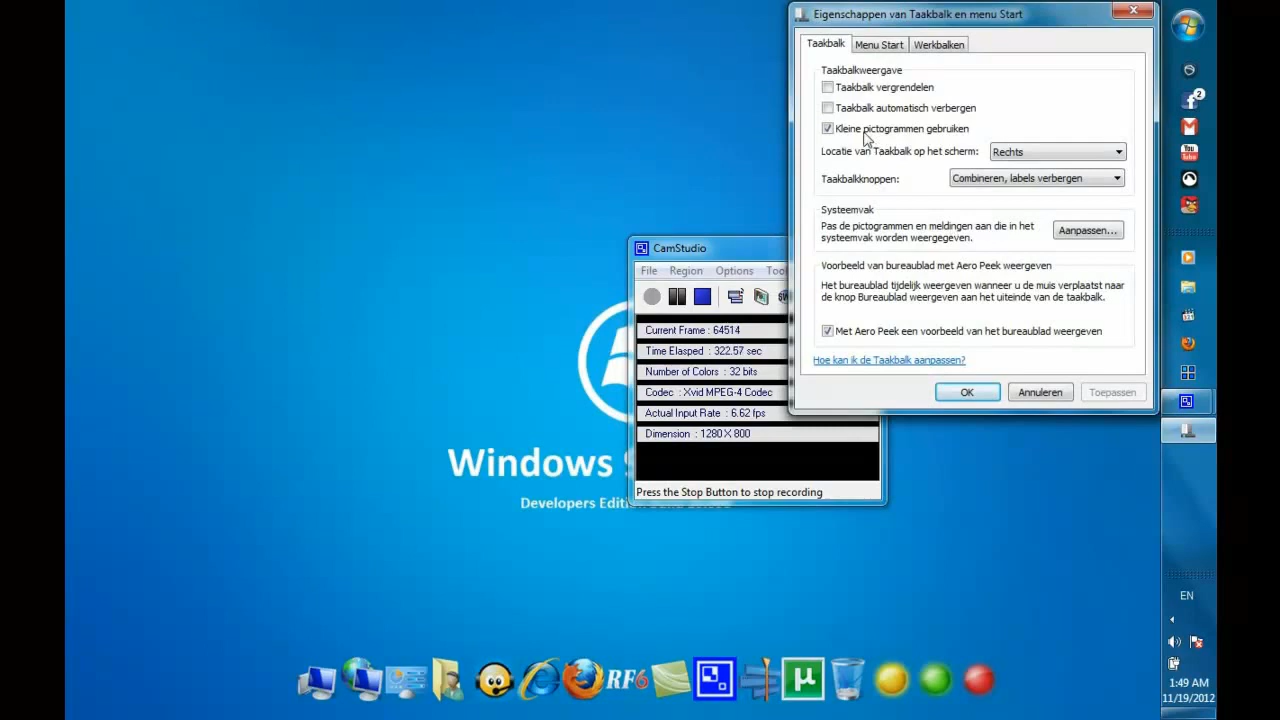 Eigenschappen van Taakbalk en menu Start
Taakbalk
Menu Start
Werkbalken
Taakbalkweergave
Taakbalk vergrendelen
Taakbalk automatisch verbergen
Kleine pictogrammen gebruiken
Locatie van Taakbalk op het scherm:
Rechts
Taakbalkknoppen:
Combineren, labels verbergen
Systeemvak
Pas de pictogrammen en meldingen aan die in het
systeemvak worden weergegeven.
Aanpassen...
Voorbeeld van bureaublad met Aero Peek weergeven
Het bureaublad tijdelijk weergeven wanneer u de muis verplaatst naar
de knop Bureaublad weergeven aan het uiteinde van de taakbalk.
Met Aero Peek een voorbeeld van het bureaublad weergeven
Hoe kan ik de Taakbalk aanpassen?
OK
Annuleren
Toepassen
CamStudio
File Region Options
Current Frame : 64514
Time Elasped : 322.57 sec
Number of Colors : 32 bits
Codec : Xvid MPEG-4 Codec
Actual Input Rate : 6.62 fps
Dimension : 1280 X 800
Press the Stop Button to stop recording
Windows
Developers
2
You
Tube
RF6
µ
EN
1:49 AM
11/19/2012